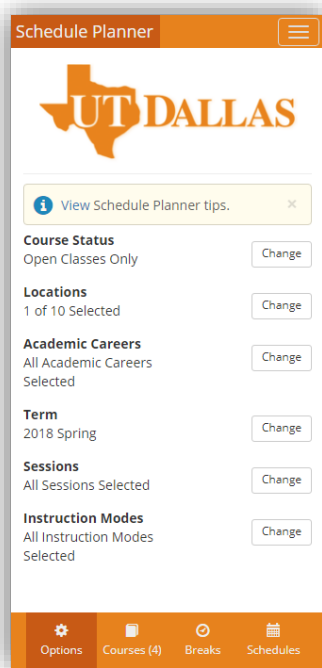 Schedule Planner
UT DALLAS
View Schedule Planner tips. ×
Course Status
Open Classes Only
Change
Locations
1 of 10 Selected
Change
Academic Careers
All Academic Careers
Selected
Change
Term
2018 Spring
Change
Sessions
All Sessions Selected
Change
Instruction Modes
All Instruction Modes
Selected
Change
Options Courses (4) Breaks Schedules